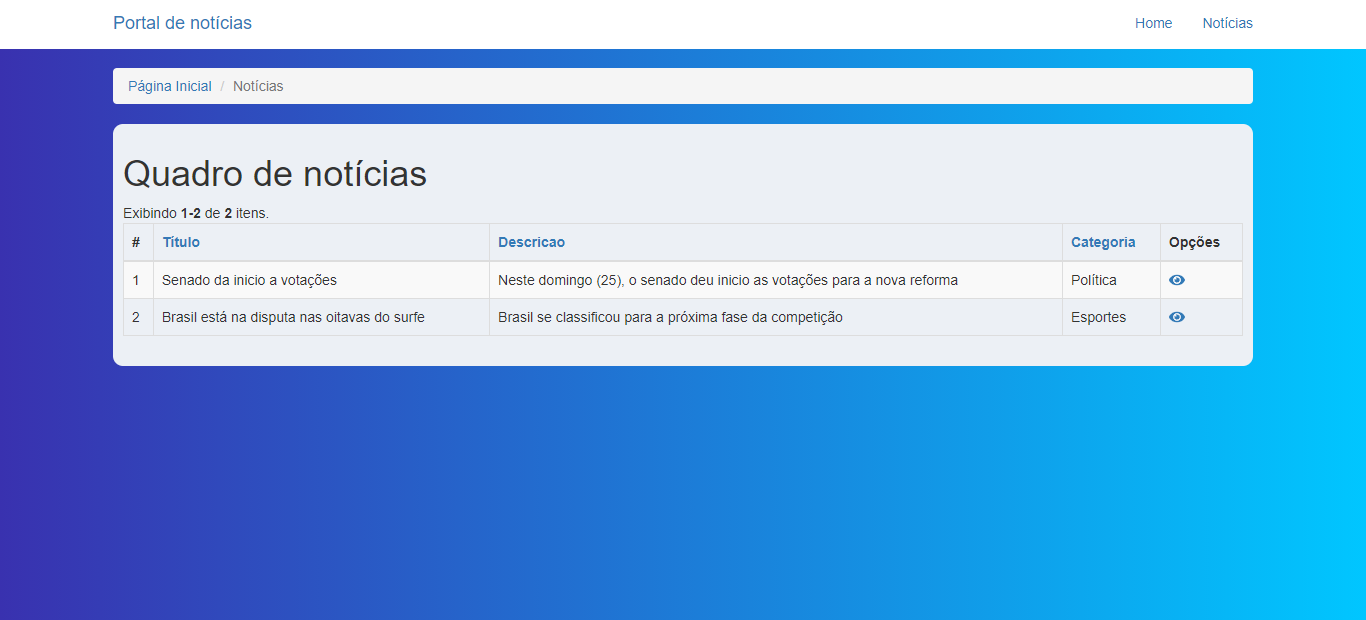 Portal de notícias Home Notícias
Página Inicial / Notícias
Quadro de notícias
Exibindo 1-2 de 2 itens.
# Título Descricao Categoria Opções
1 Senado da inicio a votações Neste domingo (25), o senado deu inicio as votações para a nova reforma Política
2 Brasil está na disputa nas oitavas do surfe Brasil se classificou para a próxima fase da competição Esportes